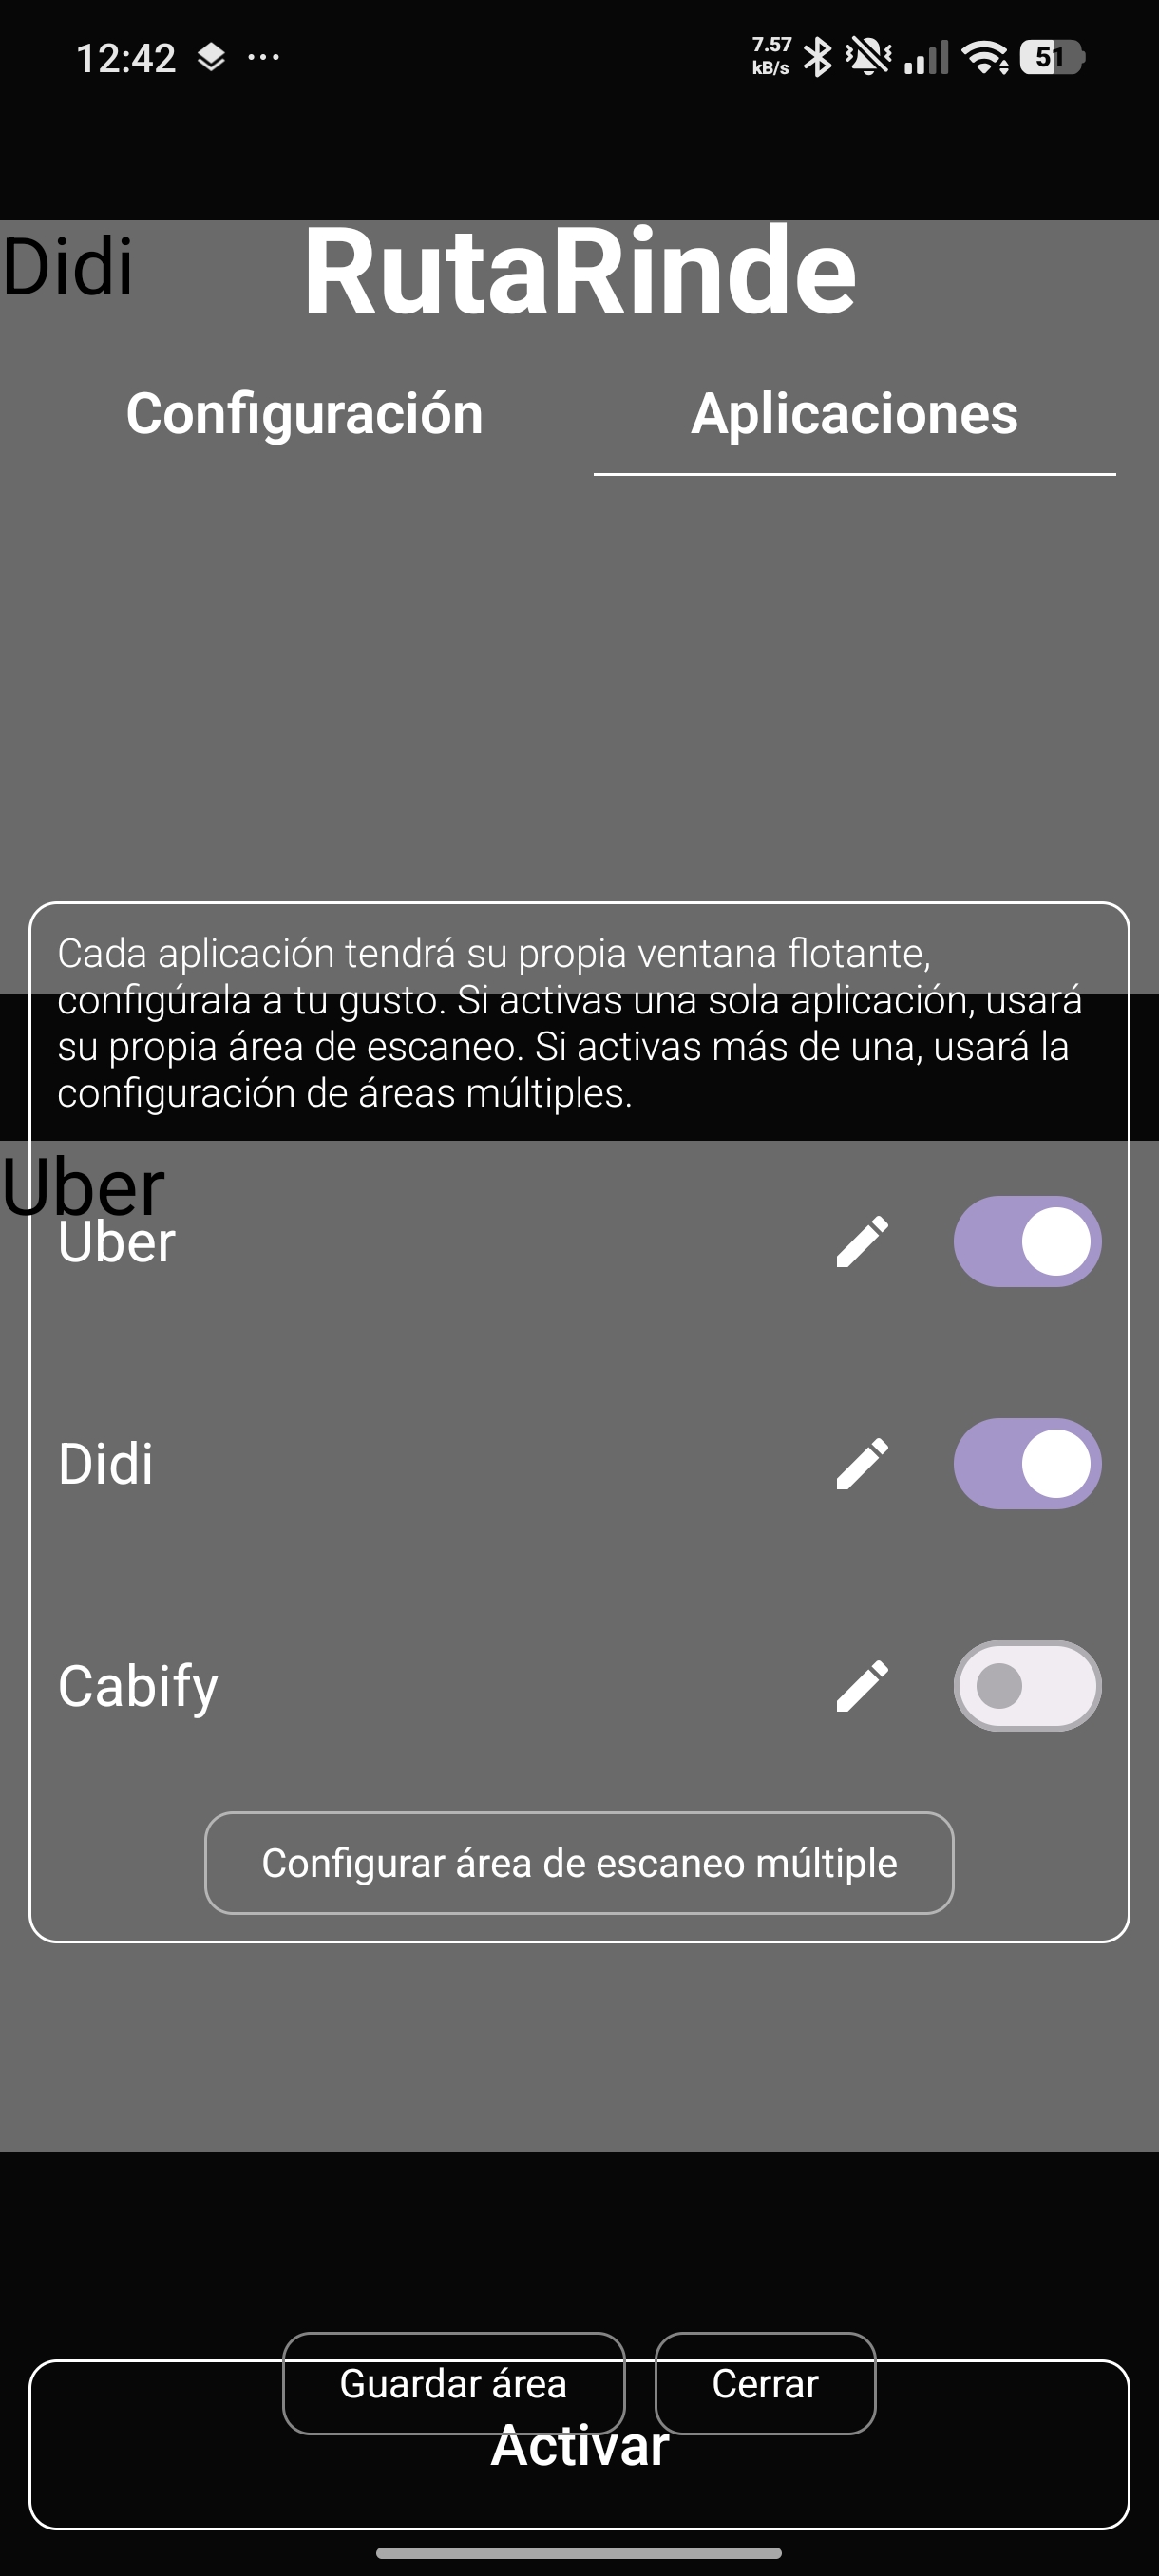 12:42
7.57
kB/s
51
Didi
RutaRinde
Configuración
Aplicaciones
Cada aplicación tendrá su propia ventana flotante,
configúrala a tu gusto. Si activas una sola aplicación, usará
su propia área de escaneo. Si activas más de una, usará la
configuración de áreas múltiples.
Uber
Uber
Didi
Cabify
Configurar área de escaneo múltiple
Guardar área
Cerrar
Activar